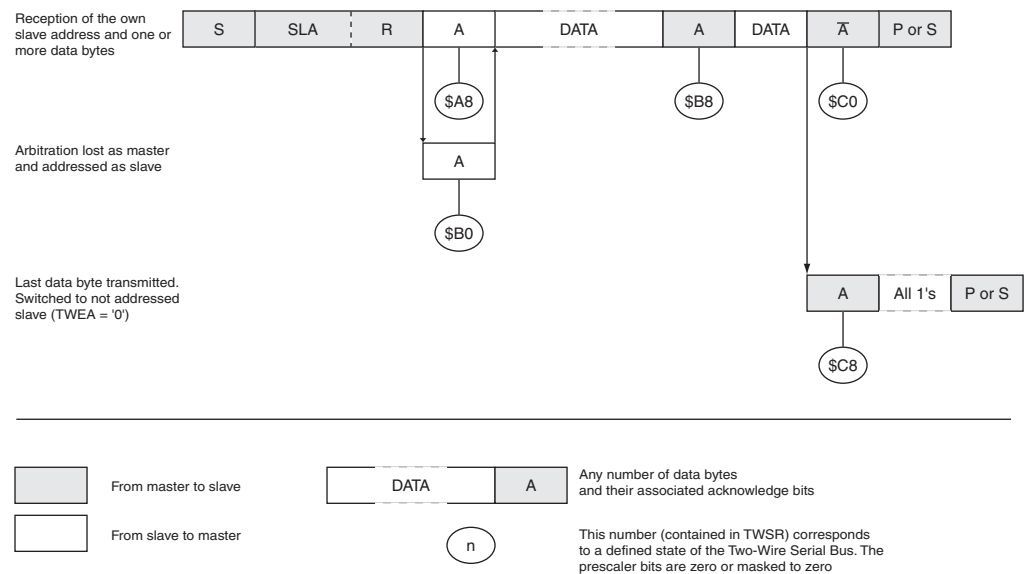 Reception of the own
slave address and one or
more data bytes
S SLA R A DATA A DATA A̅ P or S
$A8 $B8 $C0
Arbitration lost as master
and addressed as slave
A
$B0
Last data byte transmitted.
Switched to not addressed
slave (TWEA = '0')
A All 1's P or S
$C8
From master to slave
DATA A
Any number of data bytes
and their associated acknowledge bits
From slave to master
n
This number (contained in TWSR) corresponds
to a defined state of the Two-Wire Serial Bus. The
prescaler bits are zero or masked to zero